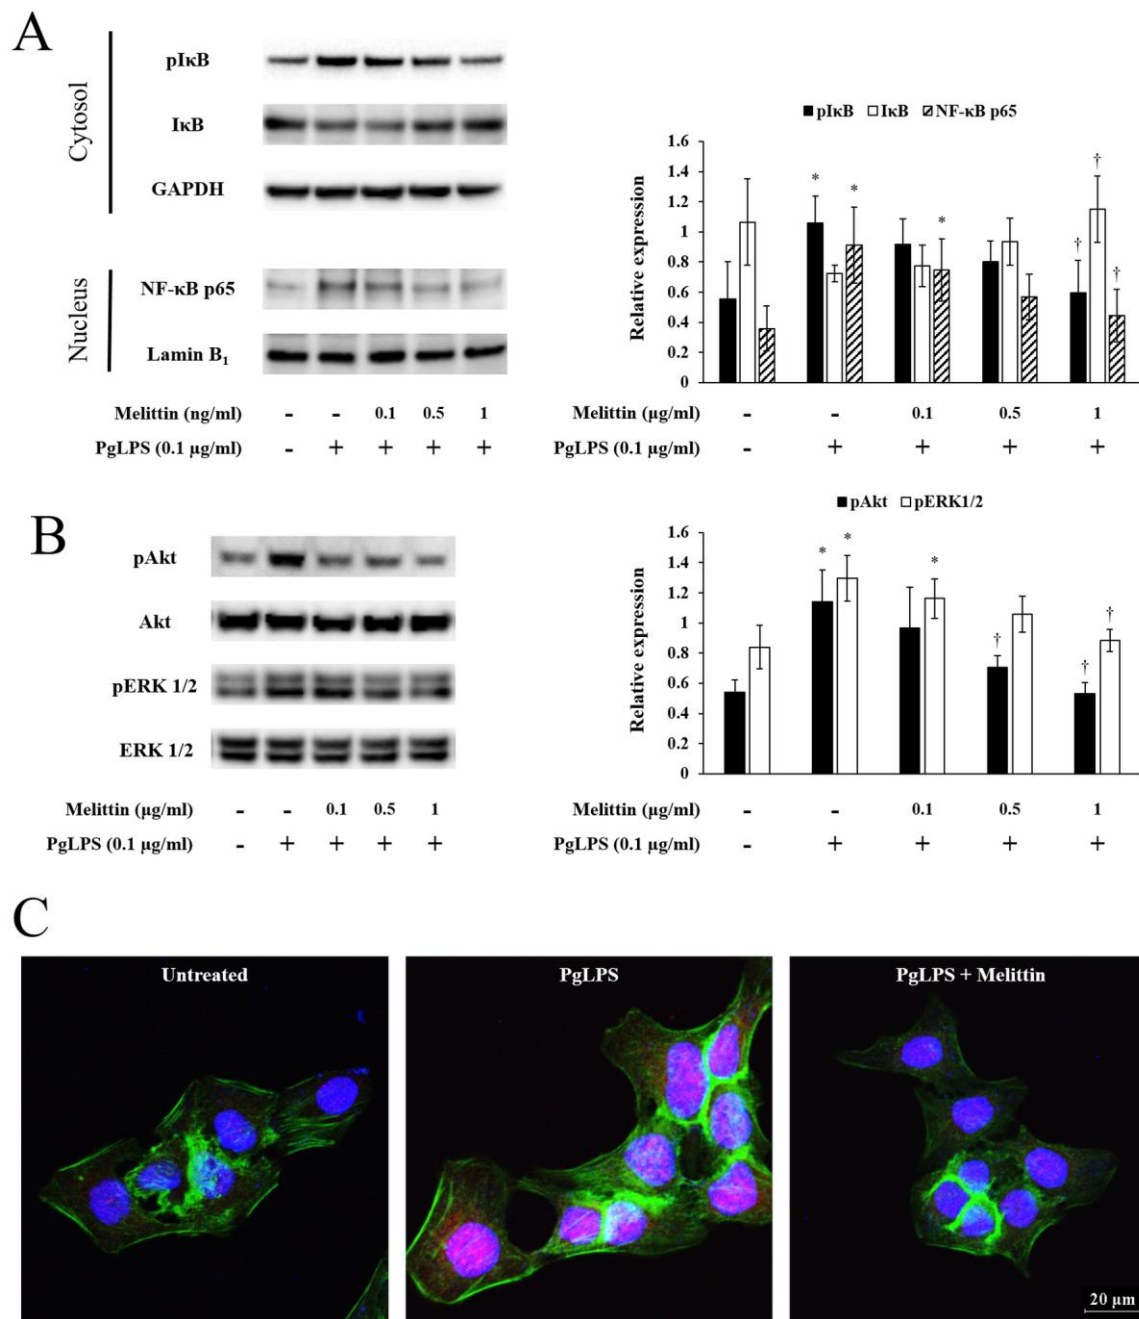 A
Cytosol
pIκB
IκB
GAPDH
Nucleus
NF-κB p65
Lamin B1
Melittin (ng/ml) - - 0.1 0.5 1
PgLPS (0.1 μg/ml) - + + + +
pIκB IκB NF-κB p65
Relative expression
1.6
1.4
1.2
1
0.8
0.6
0.4
0.2
0
* * * † † †
Melittin (μg/ml) - - 0.1 0.5 1
PgLPS (0.1 μg/ml) - + + + +
B
pAkt
Akt
pERK 1/2
ERK 1/2
Melittin (μg/ml) - - 0.1 0.5 1
PgLPS (0.1 μg/ml) - + + + +
pAkt pERK1/2
Relative expression
1.6
1.4
1.2
1
0.8
0.6
0.4
0.2
0
* * * † † †
Melittin (μg/ml) - - 0.1 0.5 1
PgLPS (0.1 μg/ml) - + + + +
C
Untreated
PgLPS
PgLPS + Melittin
20 μm